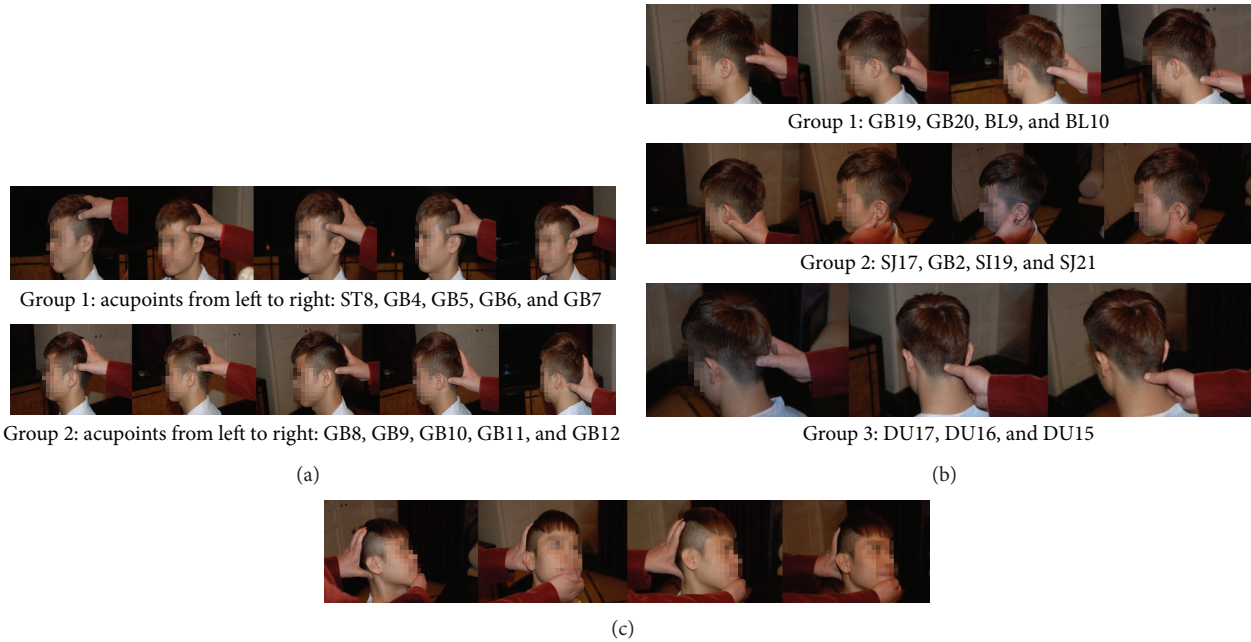 Group 1: acupoints from left to right: ST8, GB4, GB5, GB6, and GB7
Group 2: acupoints from left to right: GB8, GB9, GB10, GB11, and GB12
(a)
Group 1: GB19, GB20, BL9, and BL10
Group 2: SJ17, GB2, SI19, and SJ21
Group 3: DU17, DU16, and DU15
(b)
(c)